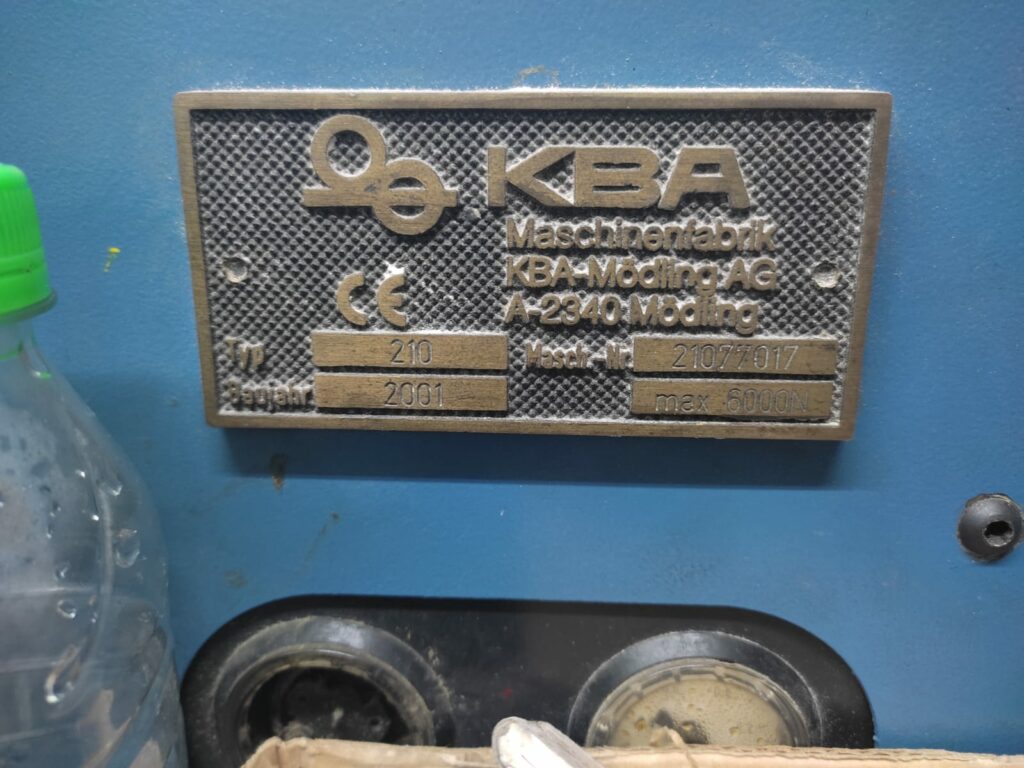 KBA
Maschinenfabrik
KBA-Mödling AG
A-2340 Mödling
CE
Typ 210 Masch.-Nr. 21077017
Baujahr 2001 max 6000N